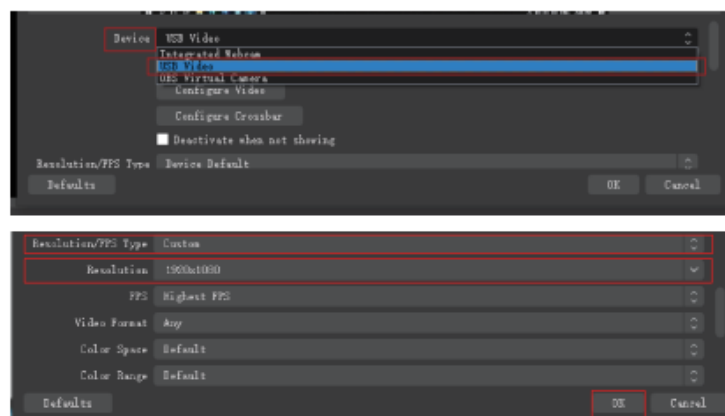 Device USB Video
Integrated Webcam
USB Video
OBS Virtual Camera
Configure Video
Configure Crossbar
Deactivate when not showing
Resolution/FPS Type Device Default
Defaults OK Cancel
Resolution/FPS Type Custom
Resolution 1920x1080
FPS Highest FPS
Video Format Any
Color Space Default
Color Range Default
Defaults OK Cancel